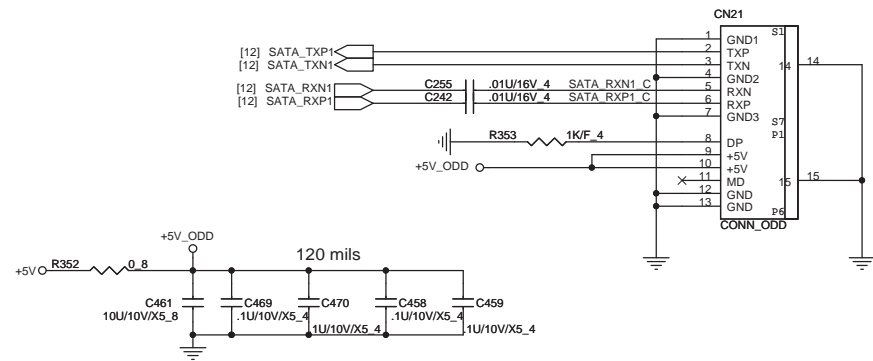 CN21
1 GND1 S1
[12] SATA_TXP1 2 TXP
[12] SATA_TXN1 3 TXN 14 14
4 GND2
[12] SATA_RXN1 C255 .01U/16V_4 SATA_RXN1_C 5 RXN
[12] SATA_RXP1 C242 .01U/16V_4 SATA_RXP1_C 6 RXP
7 GND3 S7
P1
R353 1K/F_4 8 DP
9 +5V
+5V_ODD 10 +5V
11 MD 15 15
12 GND
13 GND P6
CONN_ODD
+5V_ODD
120 mils
+5V R352 0_8
C461 C469 C470 C458 C459
10U/10V/X5_8 .1U/10V/X5_4 .1U/10V/X5_4
.1U/10V/X5_4 .1U/10V/X5_4